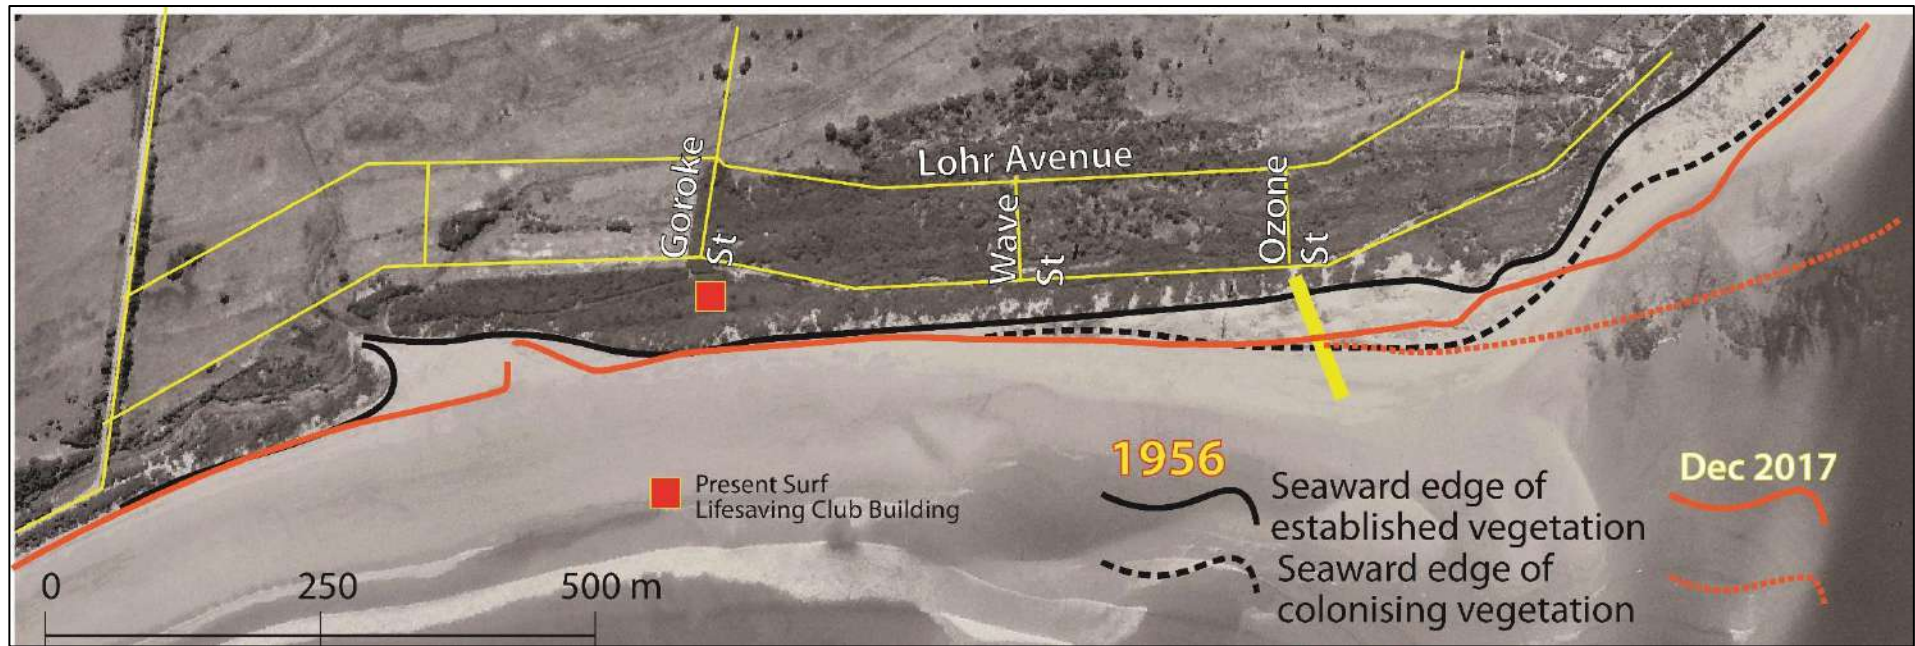 Lohr Avenue
Goroke
St
Wave
St
Ozone
St
1956
Dec 2017
Present Surf
Lifesaving Club Building
Seaward edge of
established vegetation
Seaward edge of
colonising vegetation
0 250 500 m